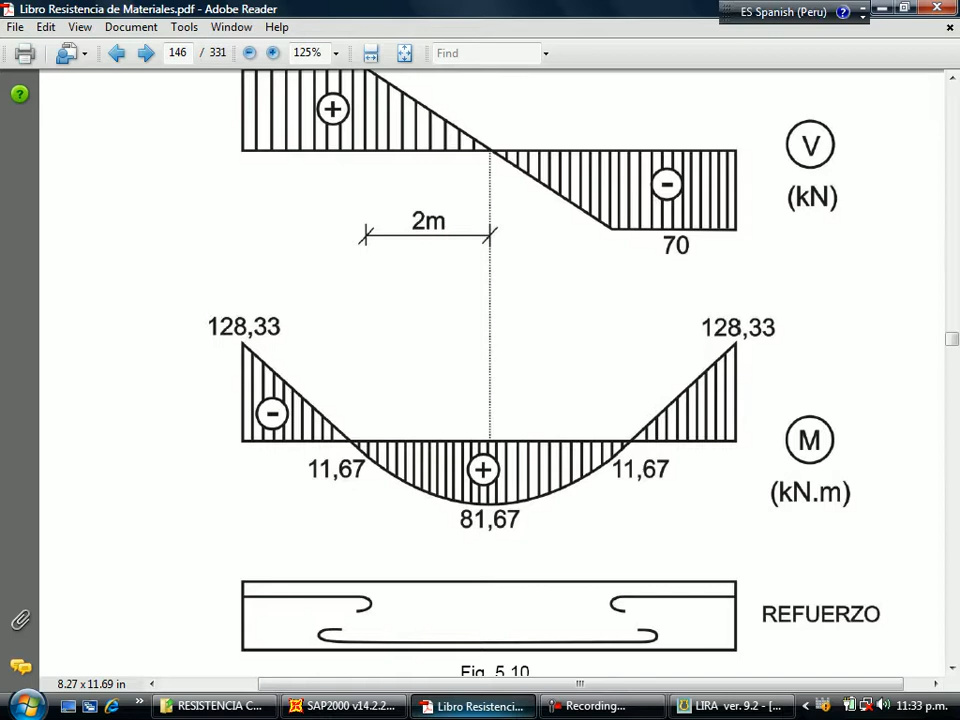 Libro Resistencia de Materiales.pdf - Adobe Reader
ES Spanish (Peru) ?
File Edit View Document Tools Window Help
146 / 331 125% Find
?
+
V
-
(kN)
2m
70
128,33 128,33
-
M
11,67 + 11,67
(kN.m)
81,67
REFUERZO
Fig. 5.10
8.27 x 11.69 in
RESISTENCIA C... SAP2000 v14.2.2... Libro Resistenci... Recording... LIRA ver. 9.2 - [... 11:33 p.m.